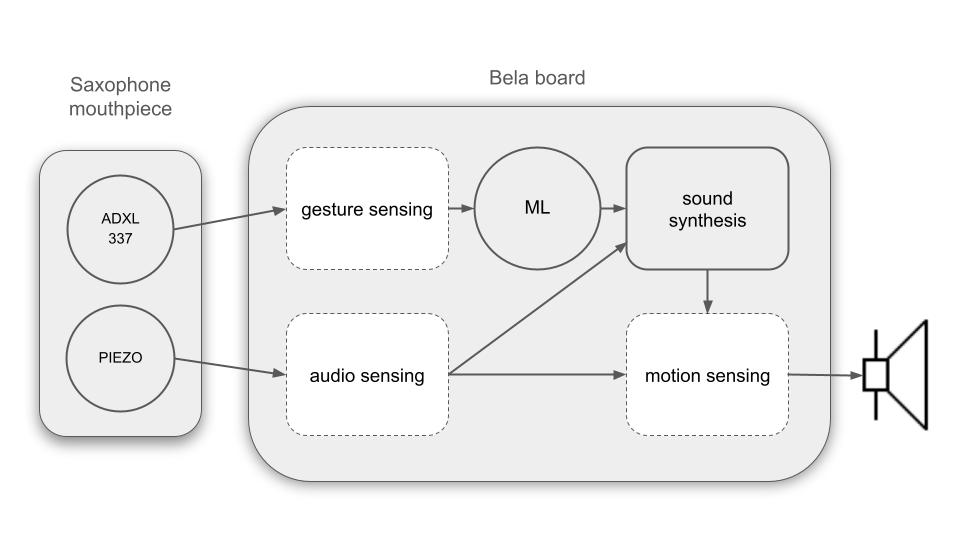 Saxophone
mouthpiece
Bela board
ADXL
337
PIEZO
gesture sensing
ML
sound
synthesis
audio sensing
motion sensing